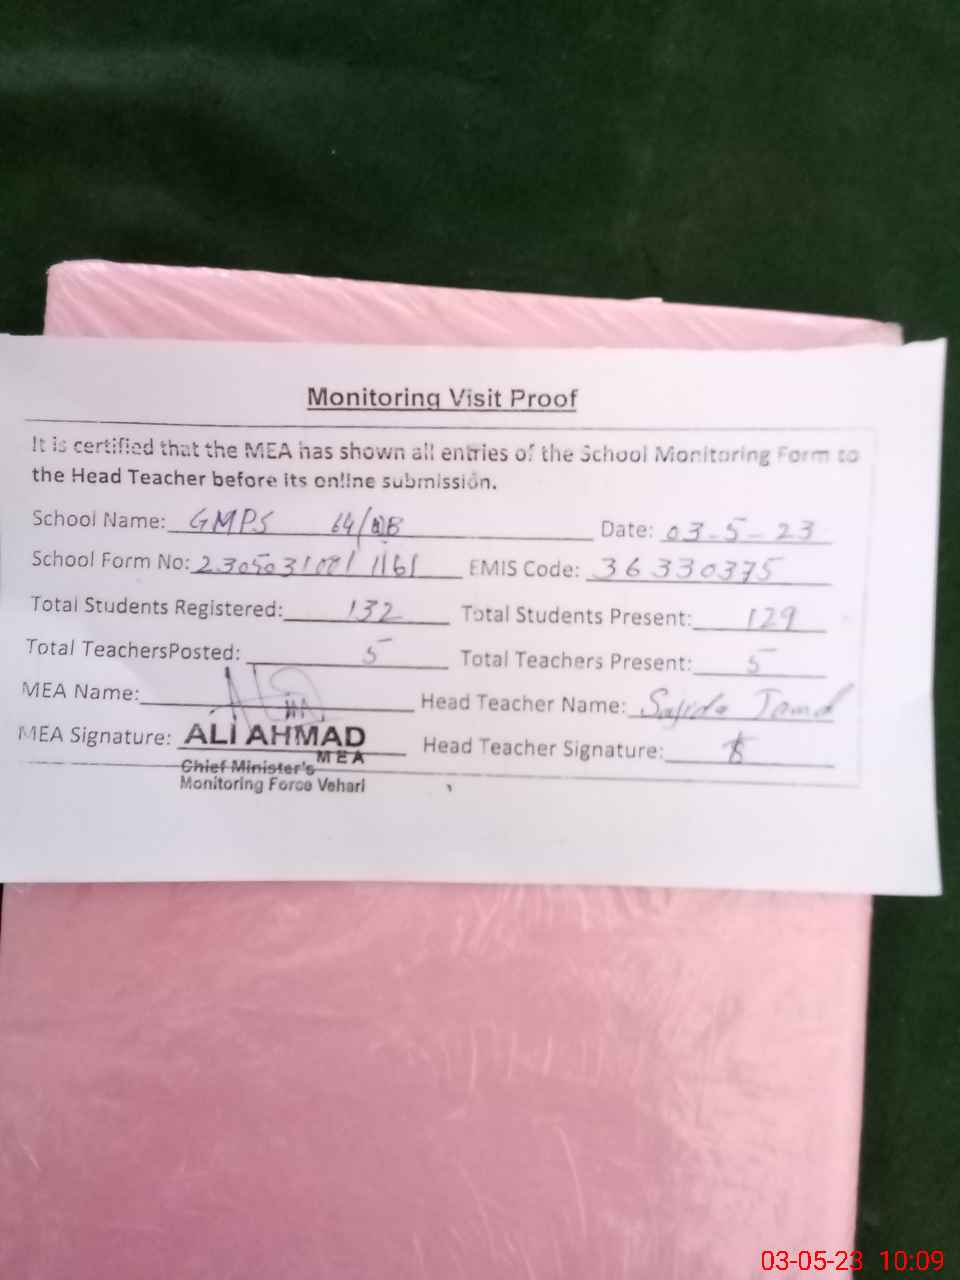 Monitoring Visit Proof
It is certified that the MEA has shown all entries of the School Monitoring Form to
the Head Teacher before its online submission.
School Name: GMPS 64/WB Date: 03-5-23
School Form No: EMIS Code: 36330375
Total Students Registered: 132 Total Students Present: 129
Total TeachersPosted: 5 Total Teachers Present: 5
MEA Name: Head Teacher Name: Sajida
MEA Signature: ALI AHMAD Head Teacher Signature:
MEA
Chief Minister's
Monitoring Force Vehari
03-05-23 10:09